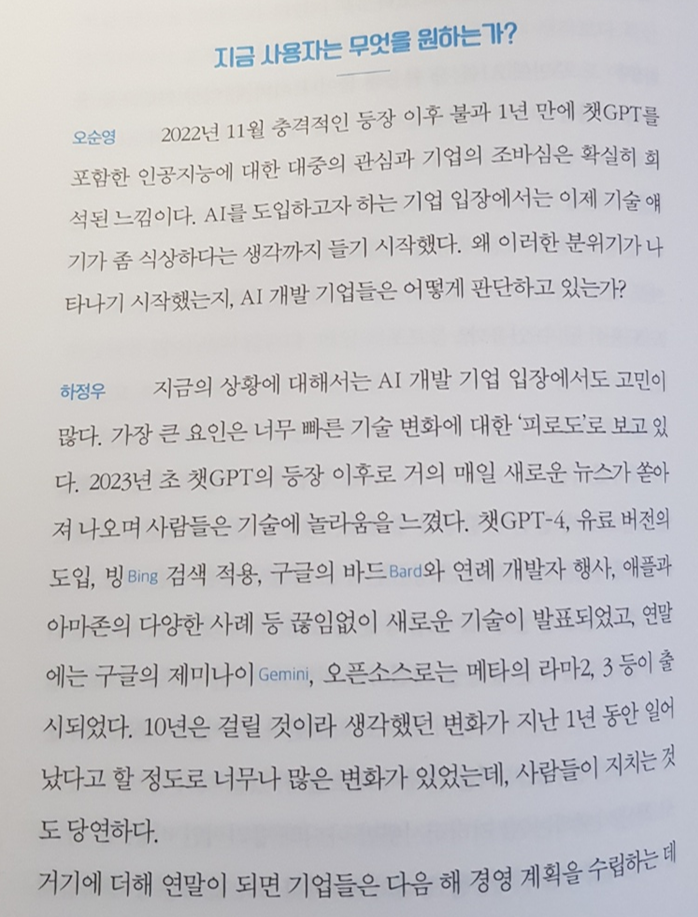 지금 사용자는 무엇을 원하는가?
오순영 2022년 11월 충격적인 등장 이후 불과 1년 만에 챗GPT를
포함한 인공지능에 대한 대중의 관심과 기업의 조바심은 확실히 희
석된 느낌이다. AI를 도입하고자 하는 기업 입장에서는 이제 기술 얘
기가 좀 식상하다는 생각까지 들기 시작했다. 왜 이러한 분위기가 나
타나기 시작했는지, AI 개발 기업들은 어떻게 판단하고 있는가?
하정우 지금의 상황에 대해서는 AI 개발 기업 입장에서도 고민이
많다. 가장 큰 요인은 너무 빠른 기술 변화에 대한 ‘피로도’로 보고 있
다. 2023년 초 챗GPT의 등장 이후로 거의 매일 새로운 뉴스가 쏟아
져 나오며 사람들은 기술에 놀라움을 느꼈다. 챗GPT-4, 유료 버전의
도입, 빙Bing 검색 적용, 구글의 바드Bard와 연례 개발자 행사, 애플과
아마존의 다양한 사례 등 끊임없이 새로운 기술이 발표되었고, 연말
에는 구글의 제미나이Gemini, 오픈소스로는 메타의 라마2, 3 등이 출
시되었다. 10년은 걸릴 것이라 생각했던 변화가 지난 1년 동안 일어
났다고 할 정도로 너무나 많은 변화가 있었는데, 사람들이 지치는 것
도 당연하다.
거기에 더해 연말이 되면 기업들은 다음 해 경영 계획을 수립하는 데